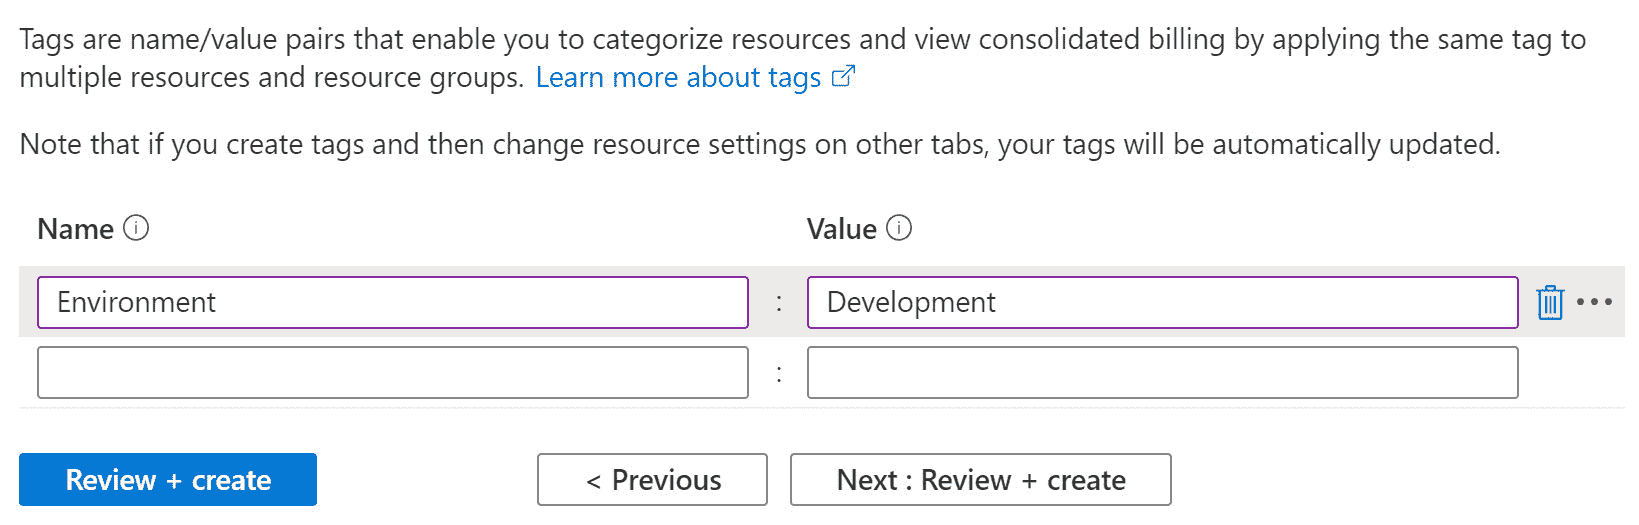 Tags are name/value pairs that enable you to categorize resources and view consolidated billing by applying the same tag to
multiple resources and resource groups. Learn more about tags
Note that if you create tags and then change resource settings on other tabs, your tags will be automatically updated.
Name Value
Environment : Development
:
Review + create < Previous Next : Review + create